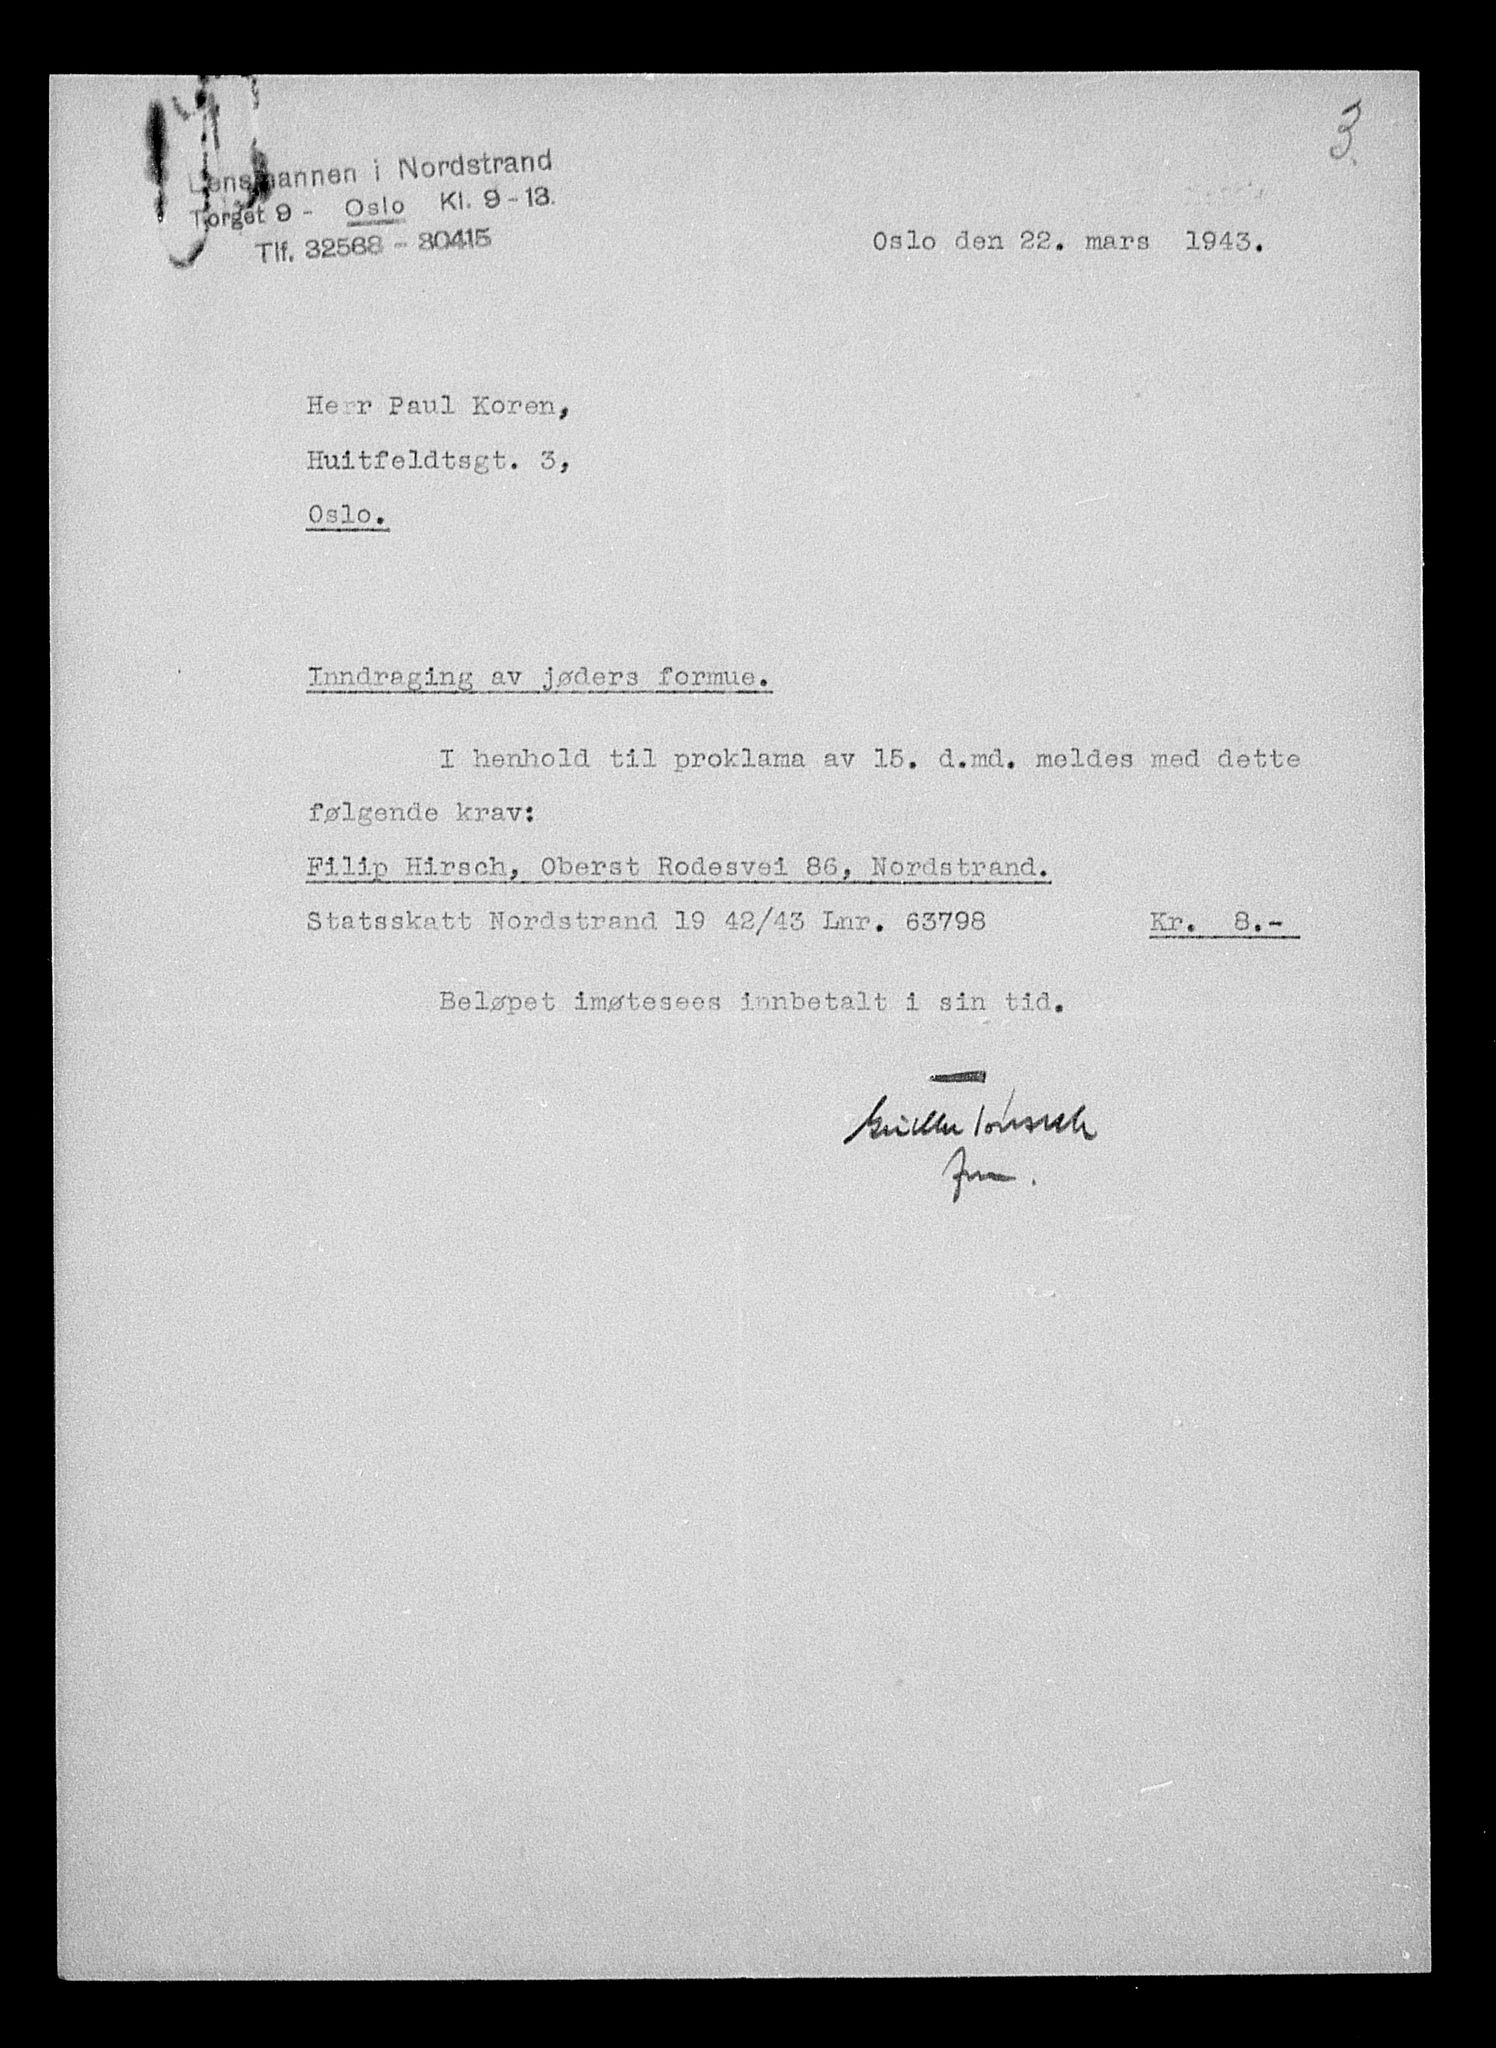 3.
Lensmannen i Nordstrand
Torget 9 - Oslo Kl. 9-13.
Tlf. 32568 - 30415
Oslo den 22. mars 1943.
Herr Paul Koren,
Huitfeldtsgt. 3,
Oslo.
Inndraging av jøders formue.
I henhold til proklama av 15. d.md. meldes med dette
følgende krav:
Filip Hirsch, Oberst Rodesvei 86, Nordstrand.
Statsskatt Nordstrand 19 42/43 Lnr. 63798 Kr. 8.-
Beløpet imøtesees innbetalt i sin tid.